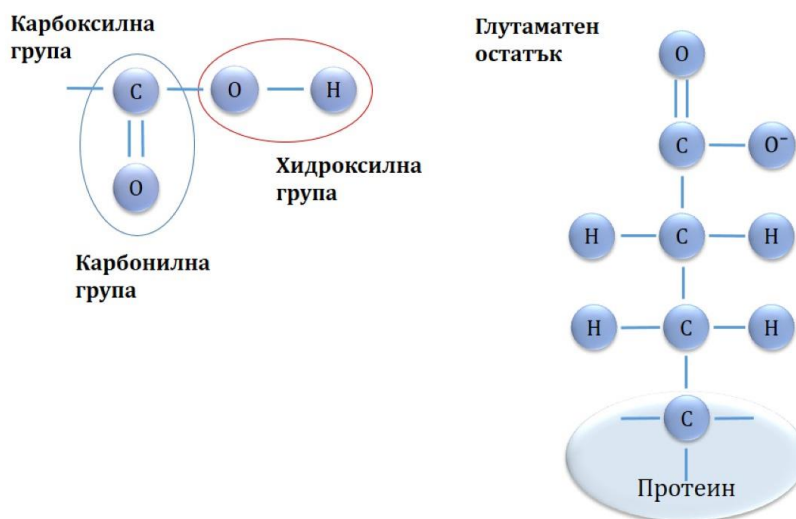 Карбоксилна
група
C
O
H
O
Хидроксилна
група
Карбонилна
група
Глутаматен
остатък
O
C
O⁻
H
C
H
H
C
H
C
Протеин